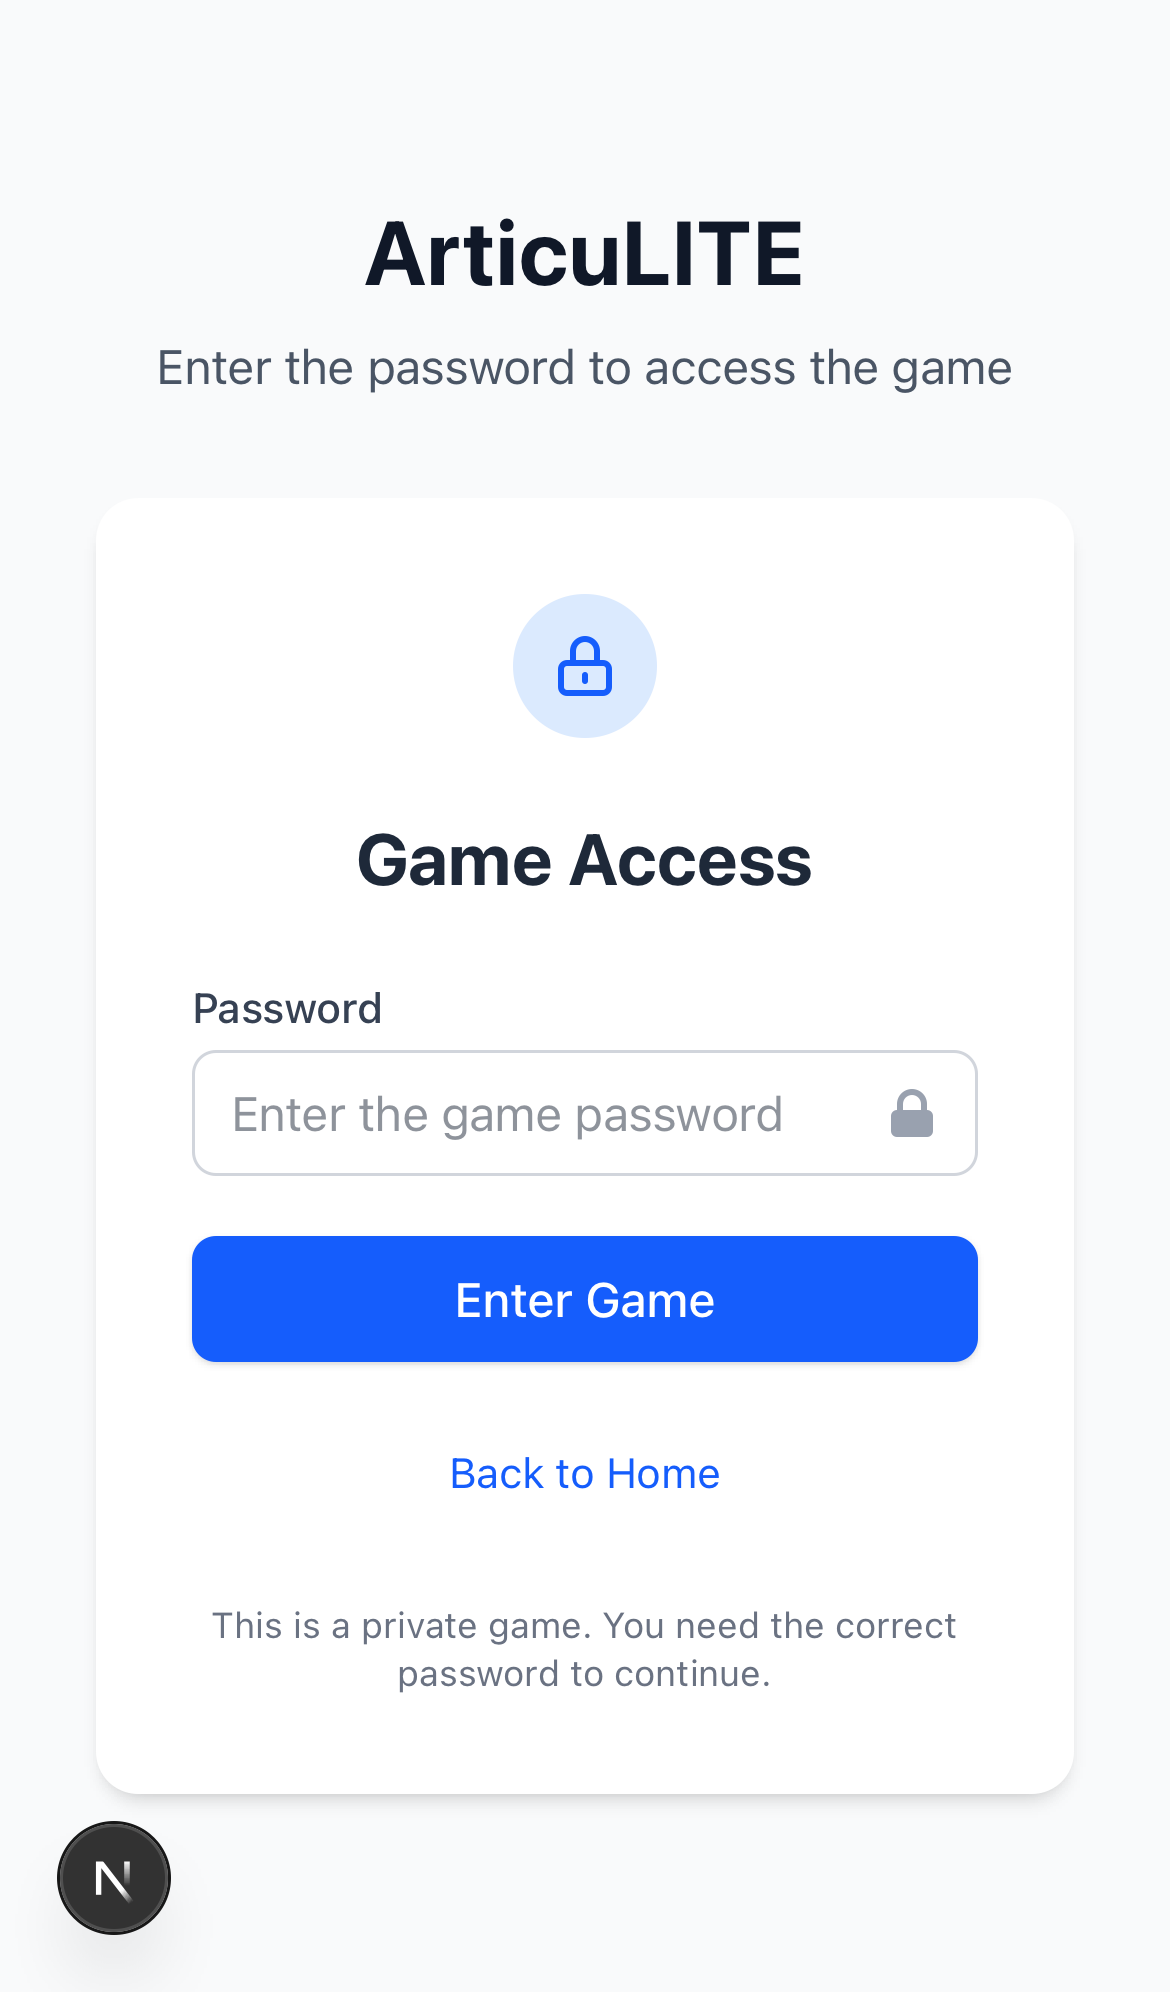 ArticuLITE
Enter the password to access the game
Game Access
Password
Enter the game password
Enter Game
Back to Home
This is a private game. You need the correct
password to continue.
N